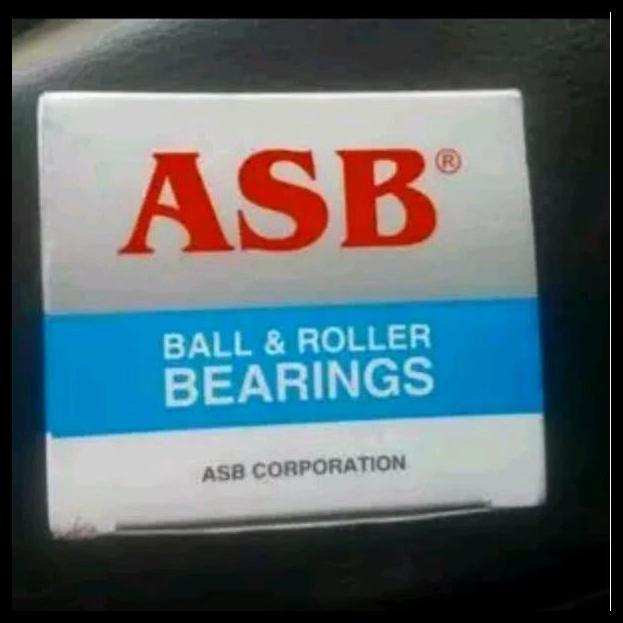 ASB®
BALL & ROLLER
BEARINGS
ASB CORPORATION